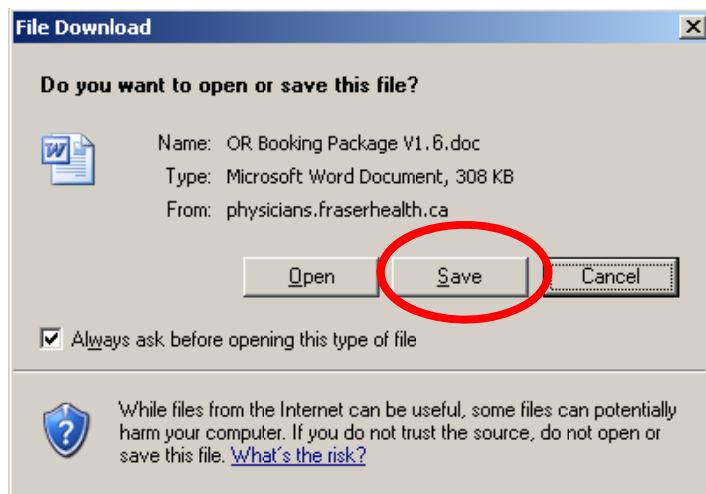 File Download
Do you want to open or save this file?
Name: OR Booking Package V1.6.doc
Type: Microsoft Word Document, 308 KB
From: physicians.fraserhealth.ca
Open Save Cancel
Always ask before opening this type of file
While files from the Internet can be useful, some files can potentially
harm your computer. If you do not trust the source, do not open or
save this file. What's the risk?